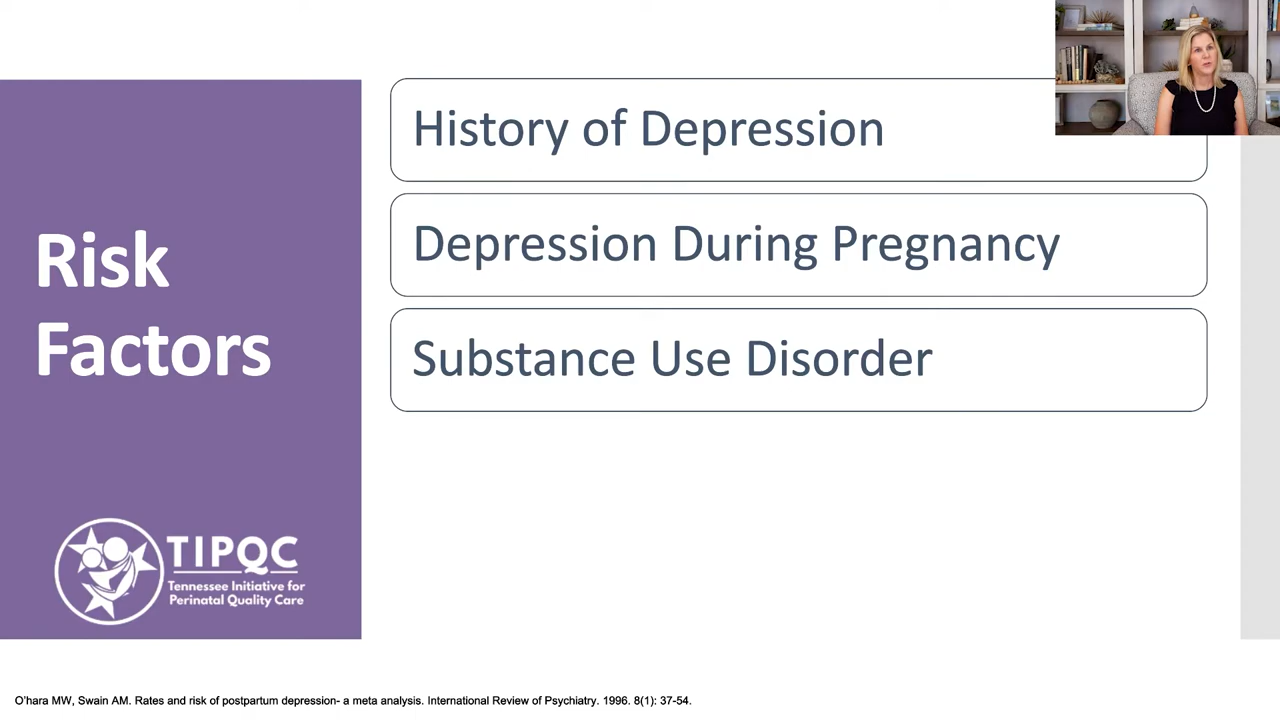 History of Depression
Depression During Pregnancy
Risk
Factors
Substance Use Disorder
TIPQC
Tennessee Initiative for
Perinatal Quality Care
O'hara MW, Swain AM. Rates and risk of postpartum depression- a meta analysis. International Review of Psychiatry. 1996. 8(1): 37-54.